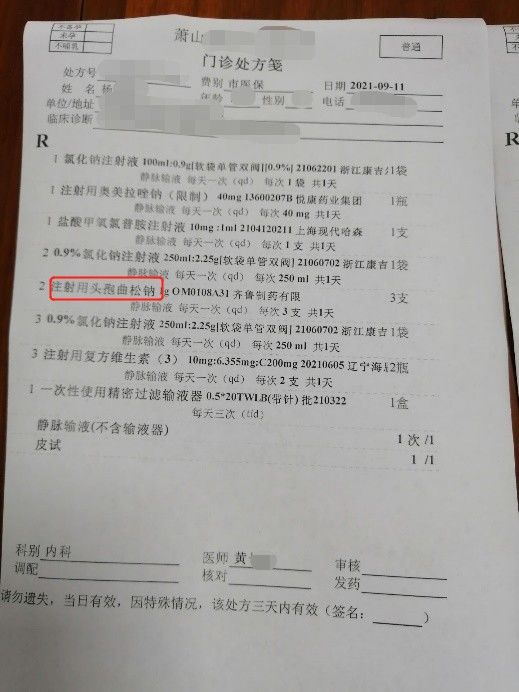 不备孕
未孕
不哺乳
萧山
普通
门诊处方笺
处方号 费别 市医保 日期 2021-09-11
姓 名 杨 年龄 性别 电话
单位/地址
临床诊断
R
1 氯化钠注射液 100ml:0.9g[软袋单管双阀][0.9%] 21062201 浙江康吉 1袋
静脉输液 每天一次 (qd) 每次 1 袋 共1天
1 注射用奥美拉唑钠（限制） 40mg 13600207B 悦康药业集团 1瓶
静脉输液 每天一次 (qd) 每次 40 mg 共1天
1 盐酸甲氧氯普胺注射液 10mg:1ml 2104120211 上海现代哈森 1支
静脉输液 每天一次 (qd) 每次 1 支 共1天
2 0.9%氯化钠注射液 250ml:2.25g[软袋单管双阀] 21060702 浙江康吉 1袋
静脉输液 每天一次 (qd) 每次 250 ml 共1天
2 注射用头孢曲松钠 g OM0108A31 齐鲁制药有限 3支
静脉输液 每天一次 (qd) 每次 3 支 共1天
3 0.9%氯化钠注射液 250ml:2.25g[软袋单管双阀] 21060702 浙江康吉 1袋
静脉输液 每天一次 (qd) 每次 250 ml 共1天
3 注射用复方维生素（3） 10mg:6.355mg:C200mg 20210605 辽宁海 2瓶
静脉输液 每天一次 (qd) 每次 2 支 共1天
1 一次性使用精密过滤输液器 0.5*20TWLB(带针) 批210322 1盒
每天三次 (tid)
静脉输液(不含输液器) 1 次 /1
皮试 1 /1
科别 内科 医师 黄 审核
调配 核对 发药
请勿遗失，当日有效，因特殊情况，该处方三天内有效（签名： ）